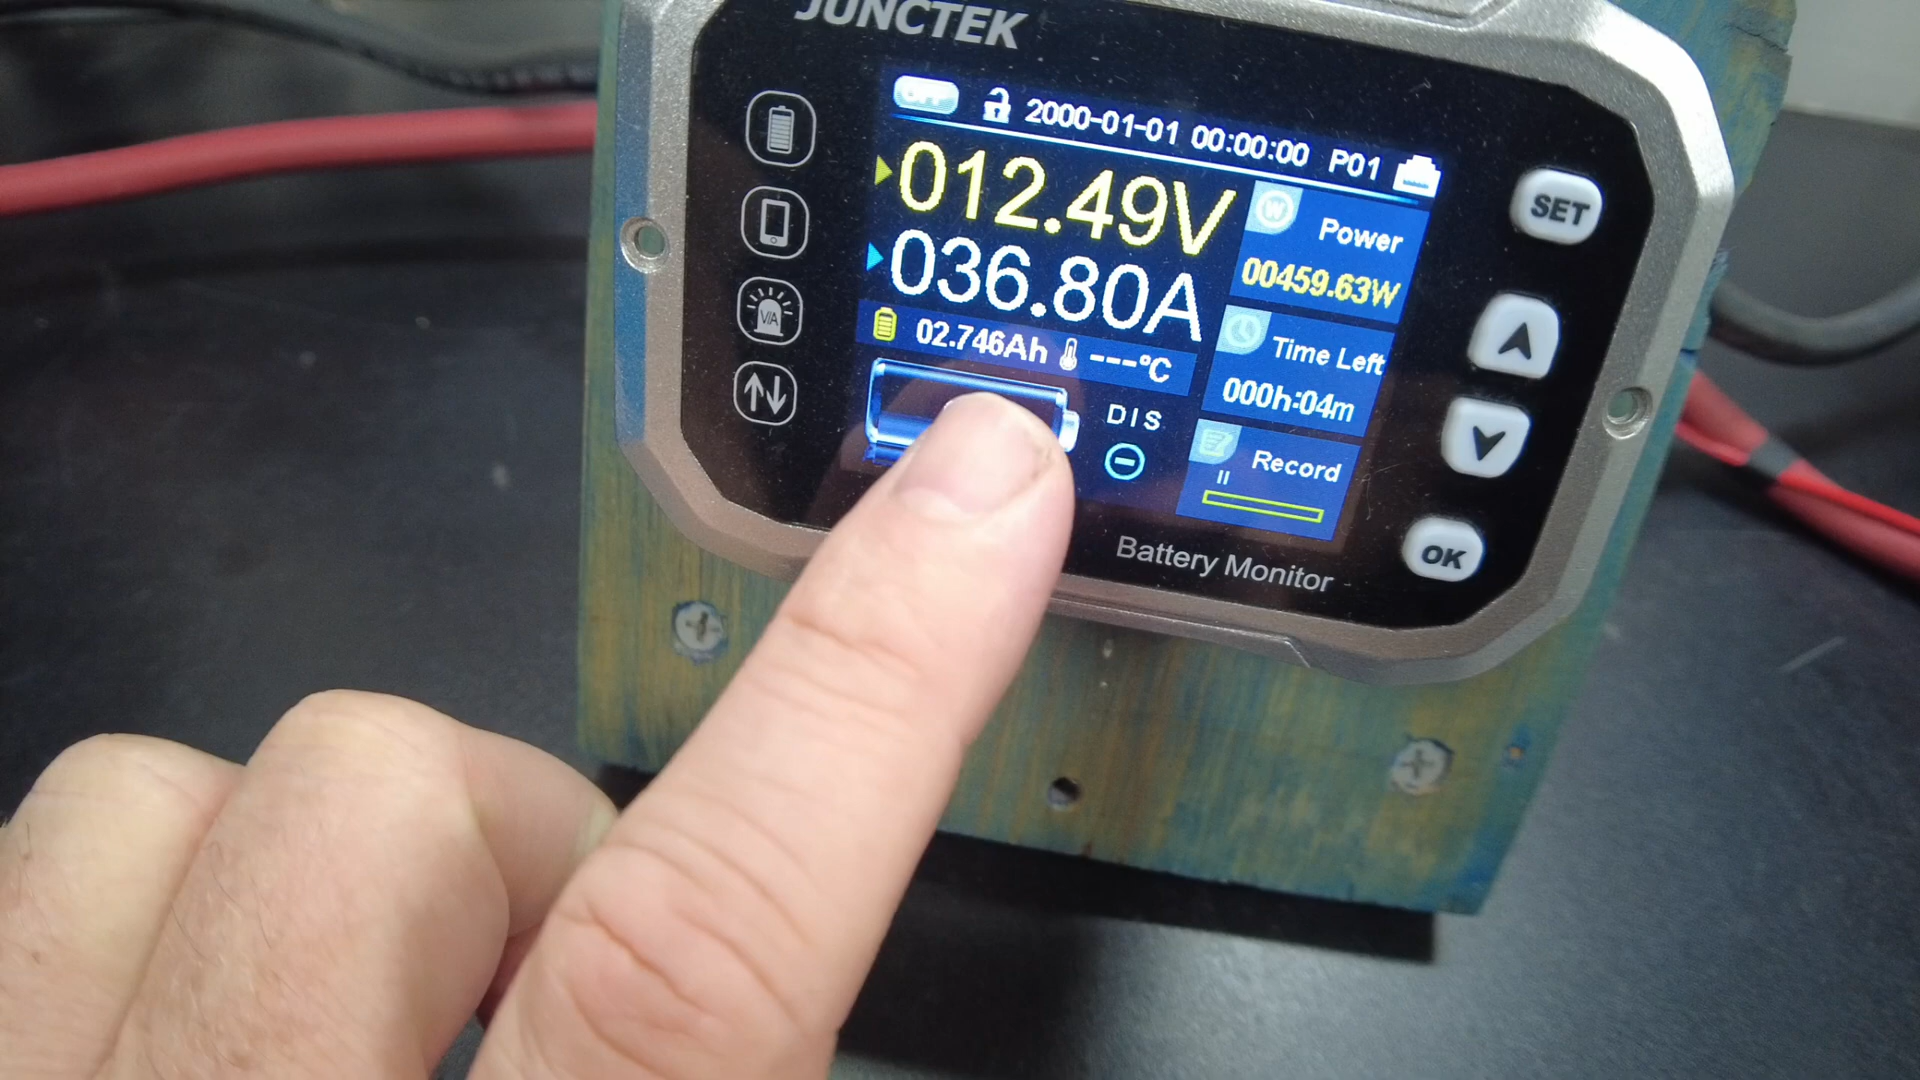 JUNCTEK
OFF 2000-01-01 00:00:00 P01
012.49V
036.80A
02.746Ah ---°C
DIS
Power
00459.63W
Time Left
000h:04m
Record
Battery Monitor
V/A
W
SET
OK